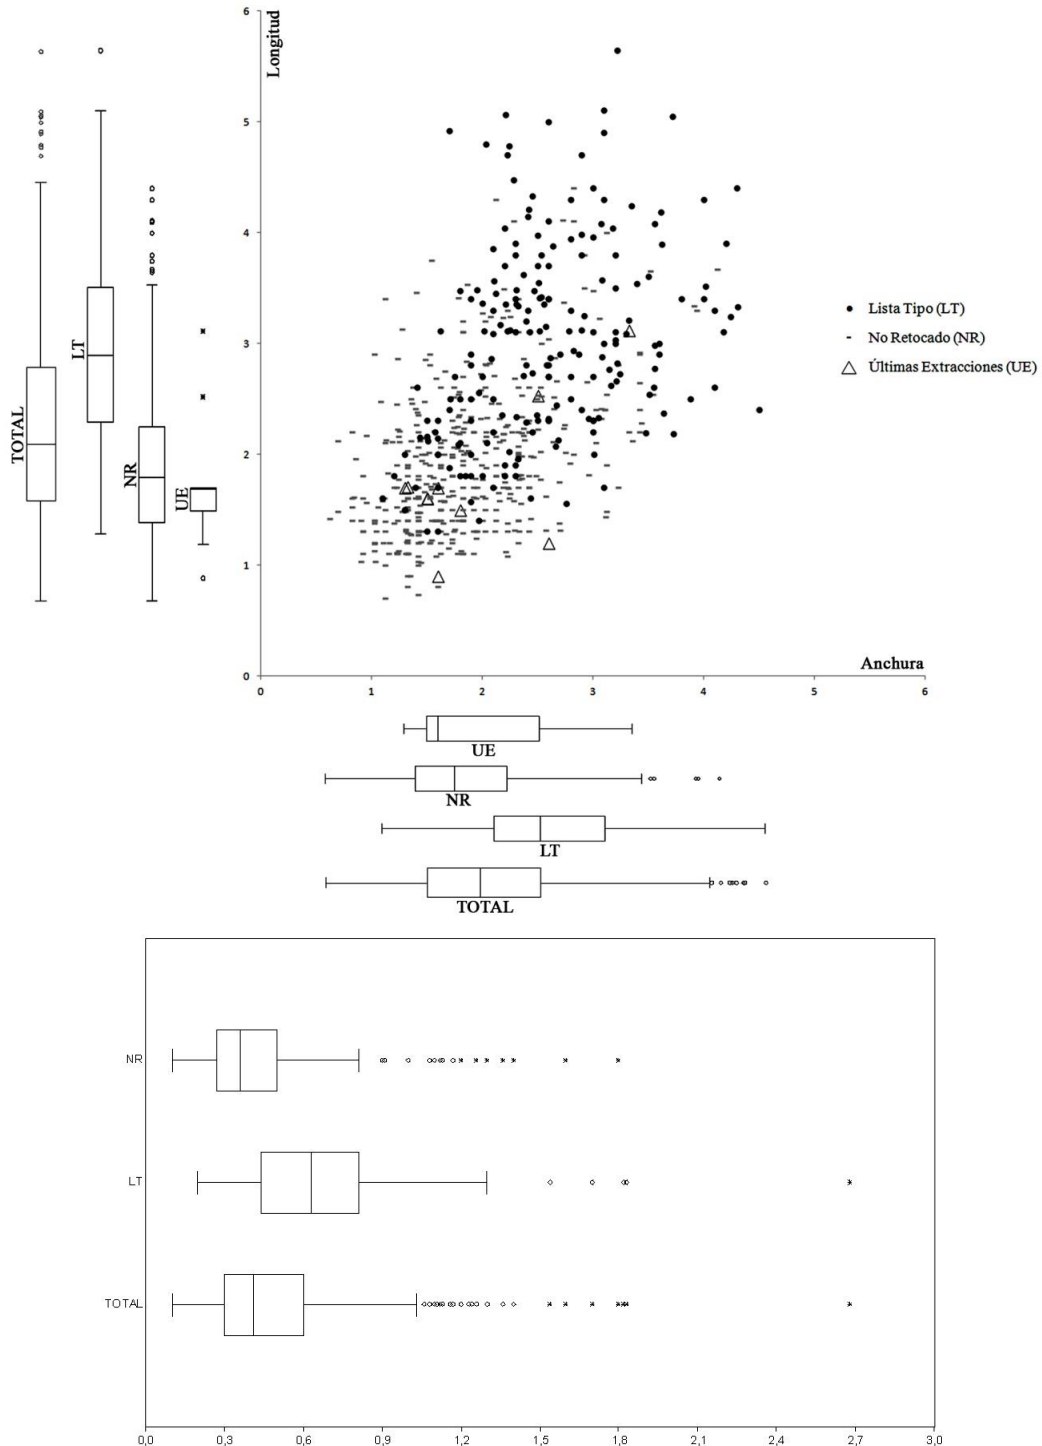 Longitud
6
5
4
3
2
1
0
TOTAL
LT
NR
UE
Lista Tipo (LT)
No Retocado (NR)
Últimas Extracciones (UE)
Anchura
0 1 2 3 4 5 6
UE
NR
LT
TOTAL
NR
LT
TOTAL
0,0 0,3 0,6 0,9 1,2 1,5 1,8 2,1 2,4 2,7 3,0